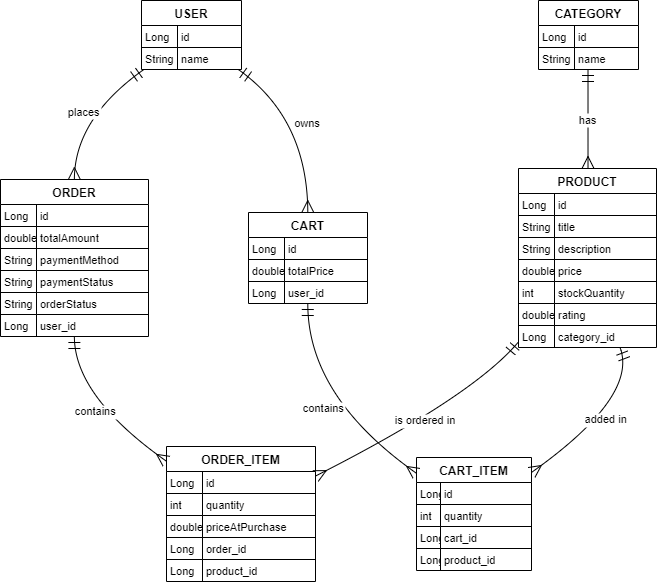 USER
Long id
String name
CATEGORY
Long id
String name
places
owns
has
ORDER
Long id
double totalAmount
String paymentMethod
String paymentStatus
String orderStatus
Long user_id
CART
Long id
double totalPrice
Long user_id
PRODUCT
Long id
String title
String description
double price
int stockQuantity
double rating
Long category_id
contains
contains
is ordered in
added in
ORDER_ITEM
Long id
int quantity
double priceAtPurchase
Long order_id
Long product_id
CART_ITEM
Long id
int quantity
Long cart_id
Long product_id